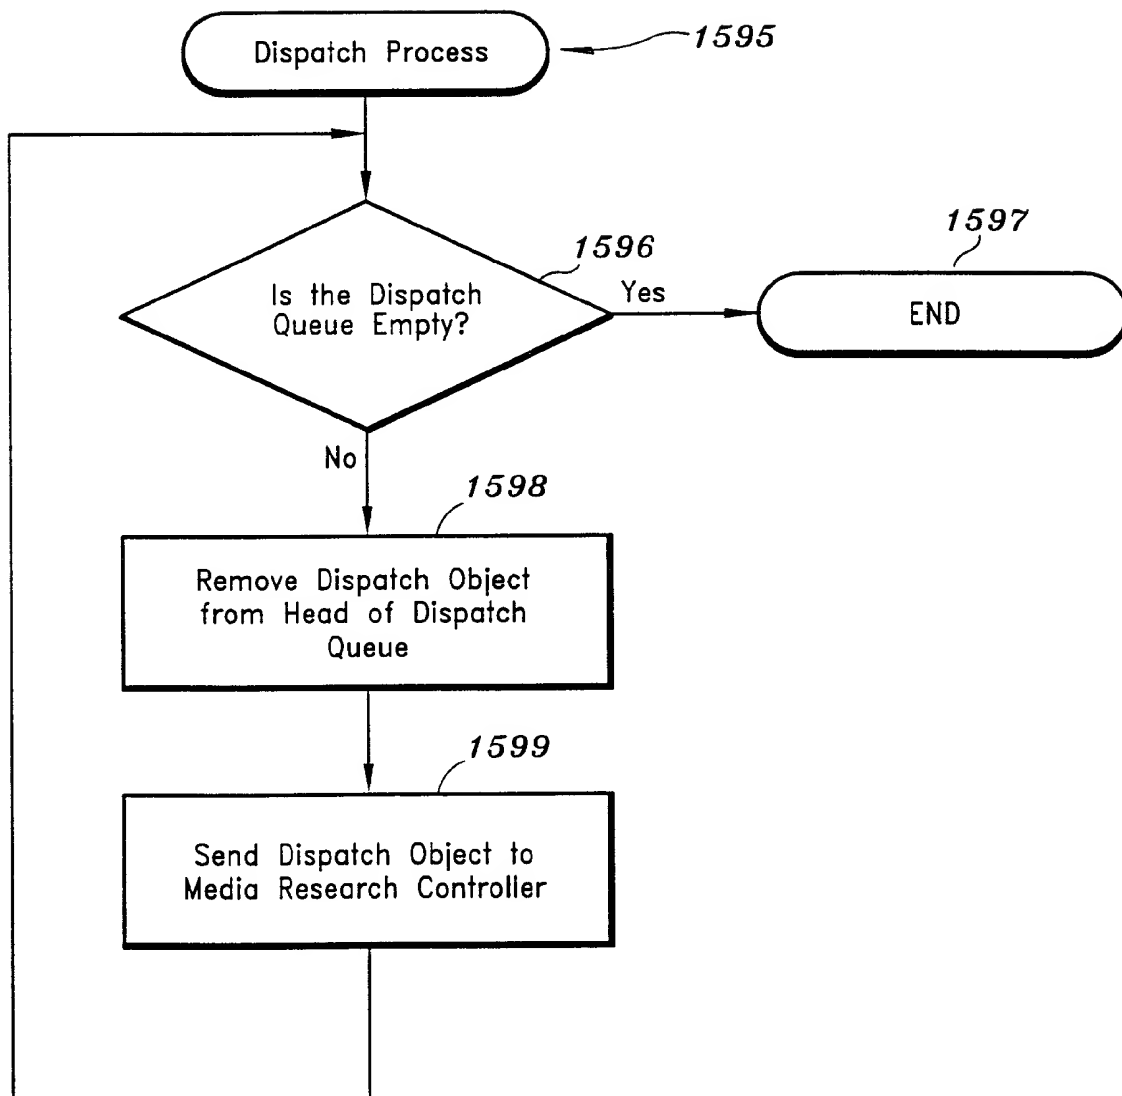 Dispatch Process
1595
1596
Is the Dispatch
Queue Empty?
Yes
1597
END
No
1598
Remove Dispatch Object
from Head of Dispatch
Queue
1599
Send Dispatch Object to
Media Research Controller